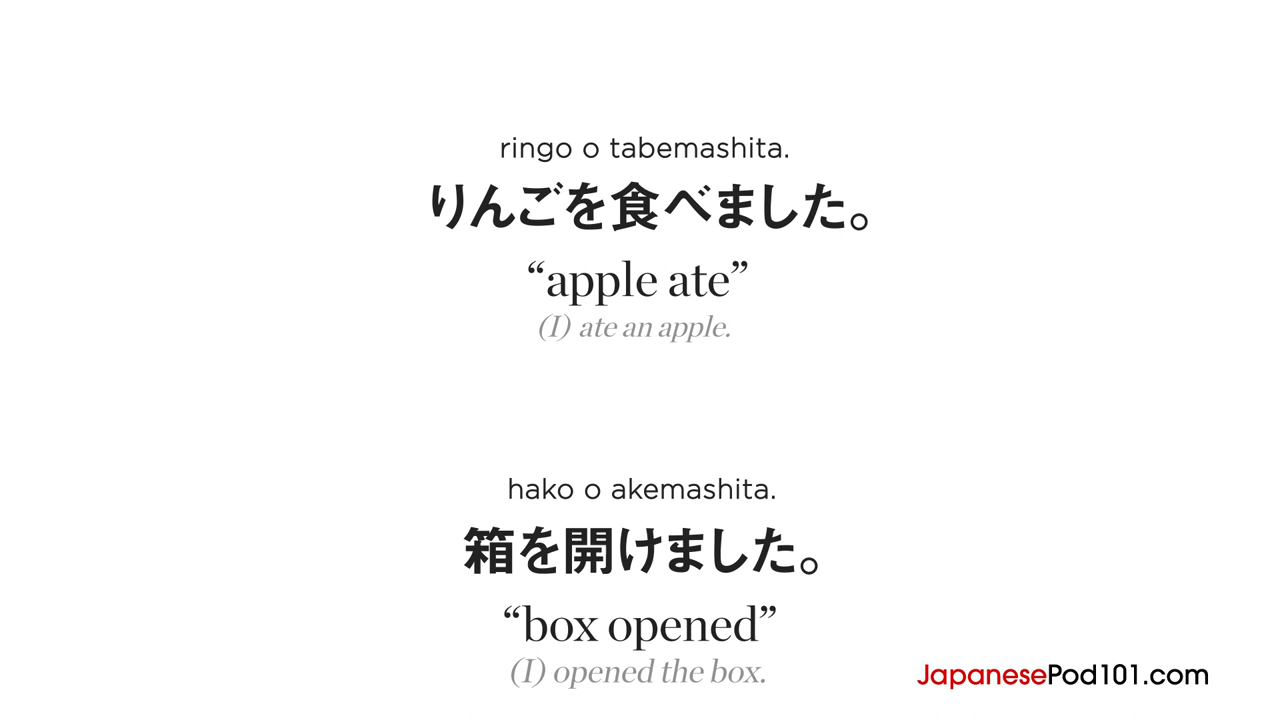 ringo o tabemashita.
りんごを食べました。
“apple ate”
(I) ate an apple.
hako o akemashita.
箱を開けました。
“box opened”
(I) opened the box.
JapanesePod101.com